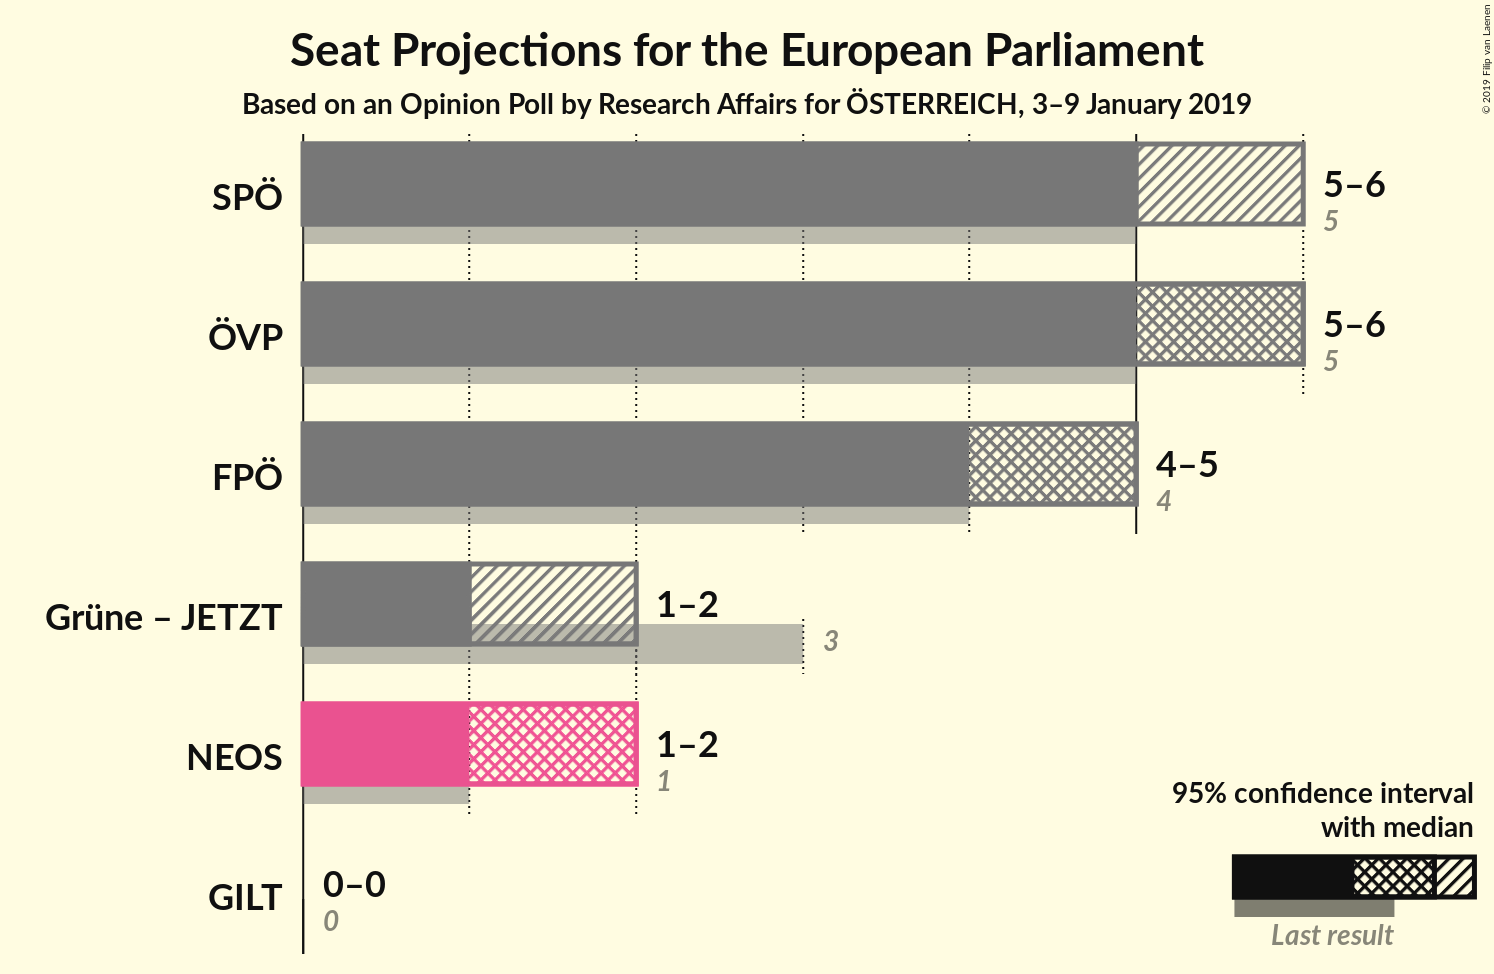 Seat Projections for the European Parliament
Based on an Opinion Poll by Research Affairs for ÖSTERREICH, 3–9 January 2019
© 2019 Filip van Laenen
SPÖ
5–6
5
ÖVP
5–6
5
FPÖ
4–5
4
Grüne – JETZT
1–2
3
NEOS
1–2
1
GILT
0–0
0
95% confidence interval
with median
Last result